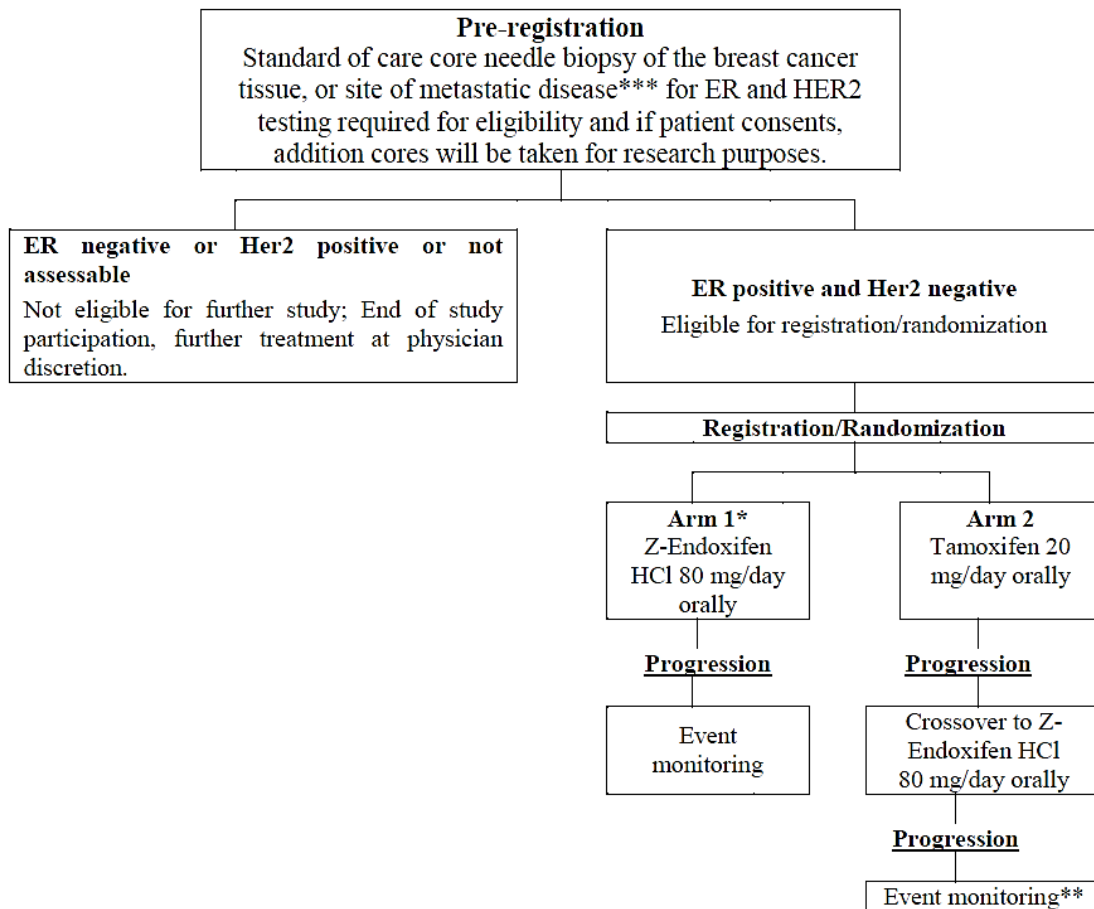 Pre-registration
Standard of care core needle biopsy of the breast cancer
tissue, or site of metastatic disease*** for ER and HER2
testing required for eligibility and if patient consents,
addition cores will be taken for research purposes.
ER negative or Her2 positive or not
assessable
Not eligible for further study; End of study
participation, further treatment at physician
discretion.
ER positive and Her2 negative
Eligible for registration/randomization
Registration/Randomization
Arm 1*
Z-Endoxifen
HCl 80 mg/day
orally
Arm 2
Tamoxifen 20
mg/day orally
Progression
Progression
Event
monitoring
Crossover to Z-
Endoxifen HCl
80 mg/day orally
Progression
Event monitoring**